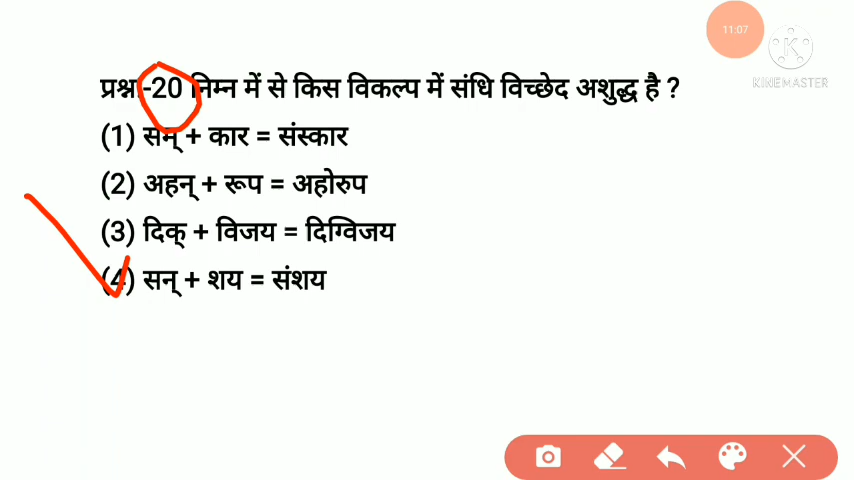 11:07
KINEMASTER
प्रश्न-20 निम्न में से किस विकल्प में संधि विच्छेद अशुद्ध है ?
(1) सम् + कार = संस्कार
(2) अहन् + रूप = अहोरुप
(3) दिक् + विजय = दिग्विजय
(4) सन् + शय = संशय